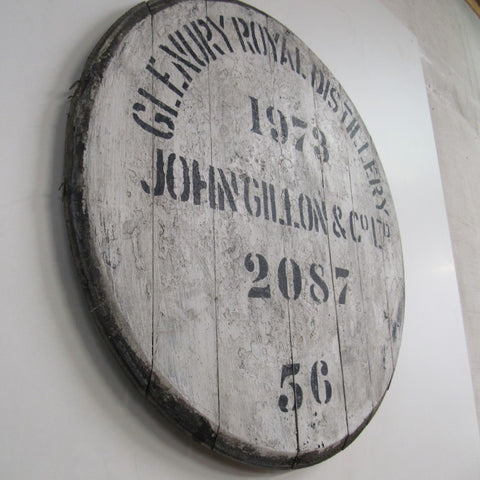 GLENURY ROYAL DISTILLERY
1973
JOHN GILLON & Co LTD
2087
56